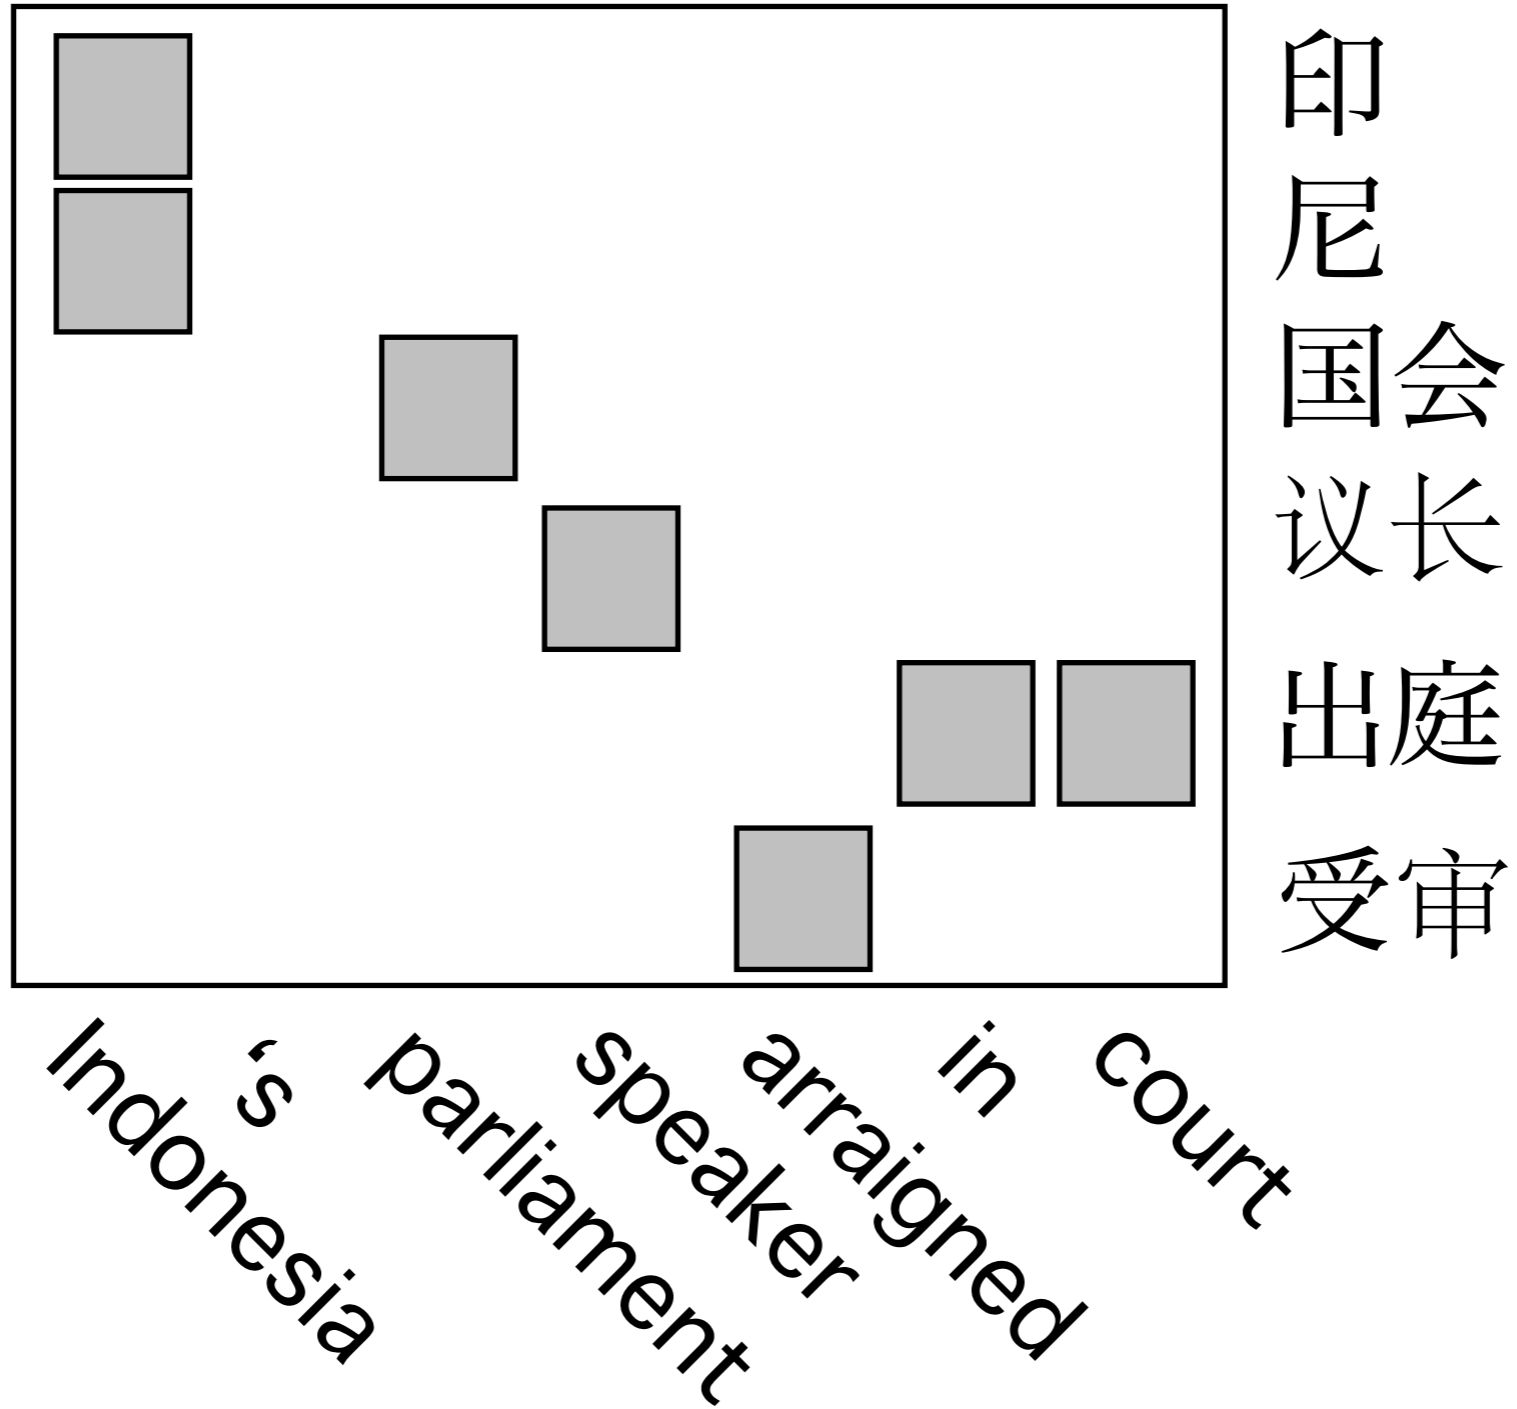 印
尼
国会
议长
出庭
受审
Indonesia
‘s
parliament
speaker
arraigned
in
court